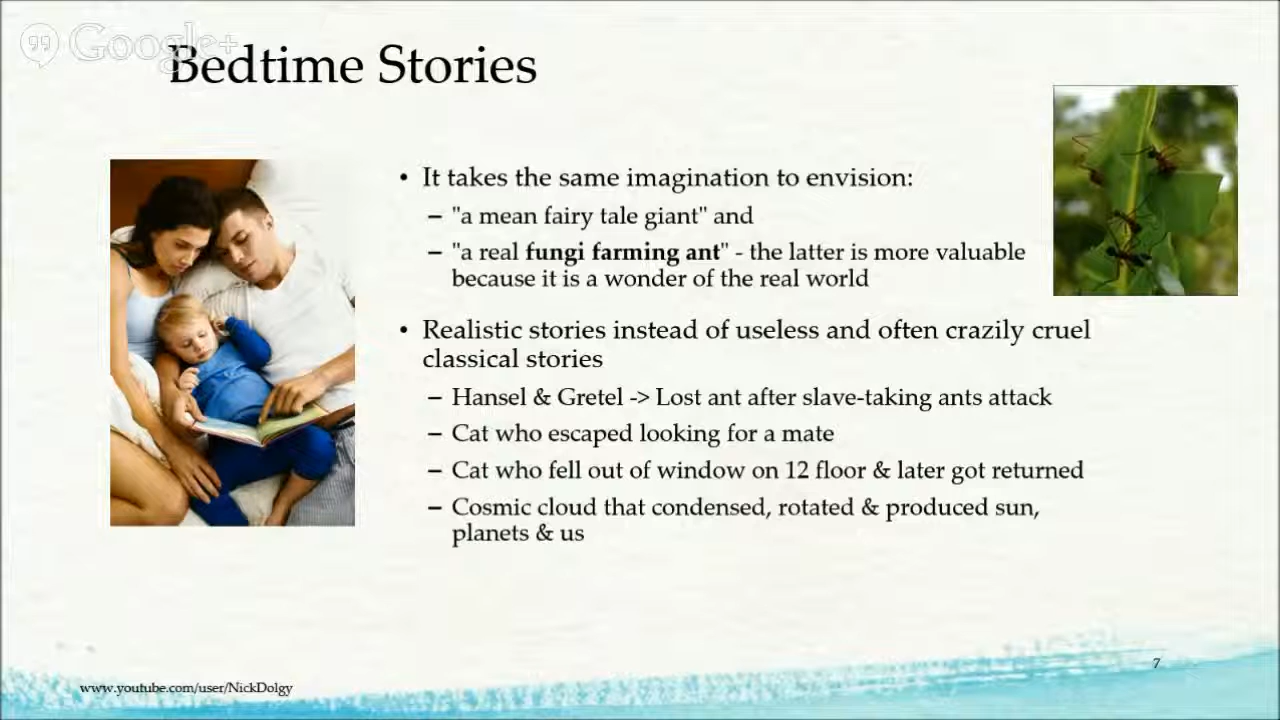 Google+
Bedtime Stories
• It takes the same imagination to envision:
– "a mean fairy tale giant" and
– "a real fungi farming ant" - the latter is more valuable
because it is a wonder of the real world
• Realistic stories instead of useless and often crazily cruel
classical stories
– Hansel & Gretel -> Lost ant after slave-taking ants attack
– Cat who escaped looking for a mate
– Cat who fell out of window on 12 floor & later got returned
– Cosmic cloud that condensed, rotated & produced sun,
planets & us
7
www.youtube.com/user/NickDolgy